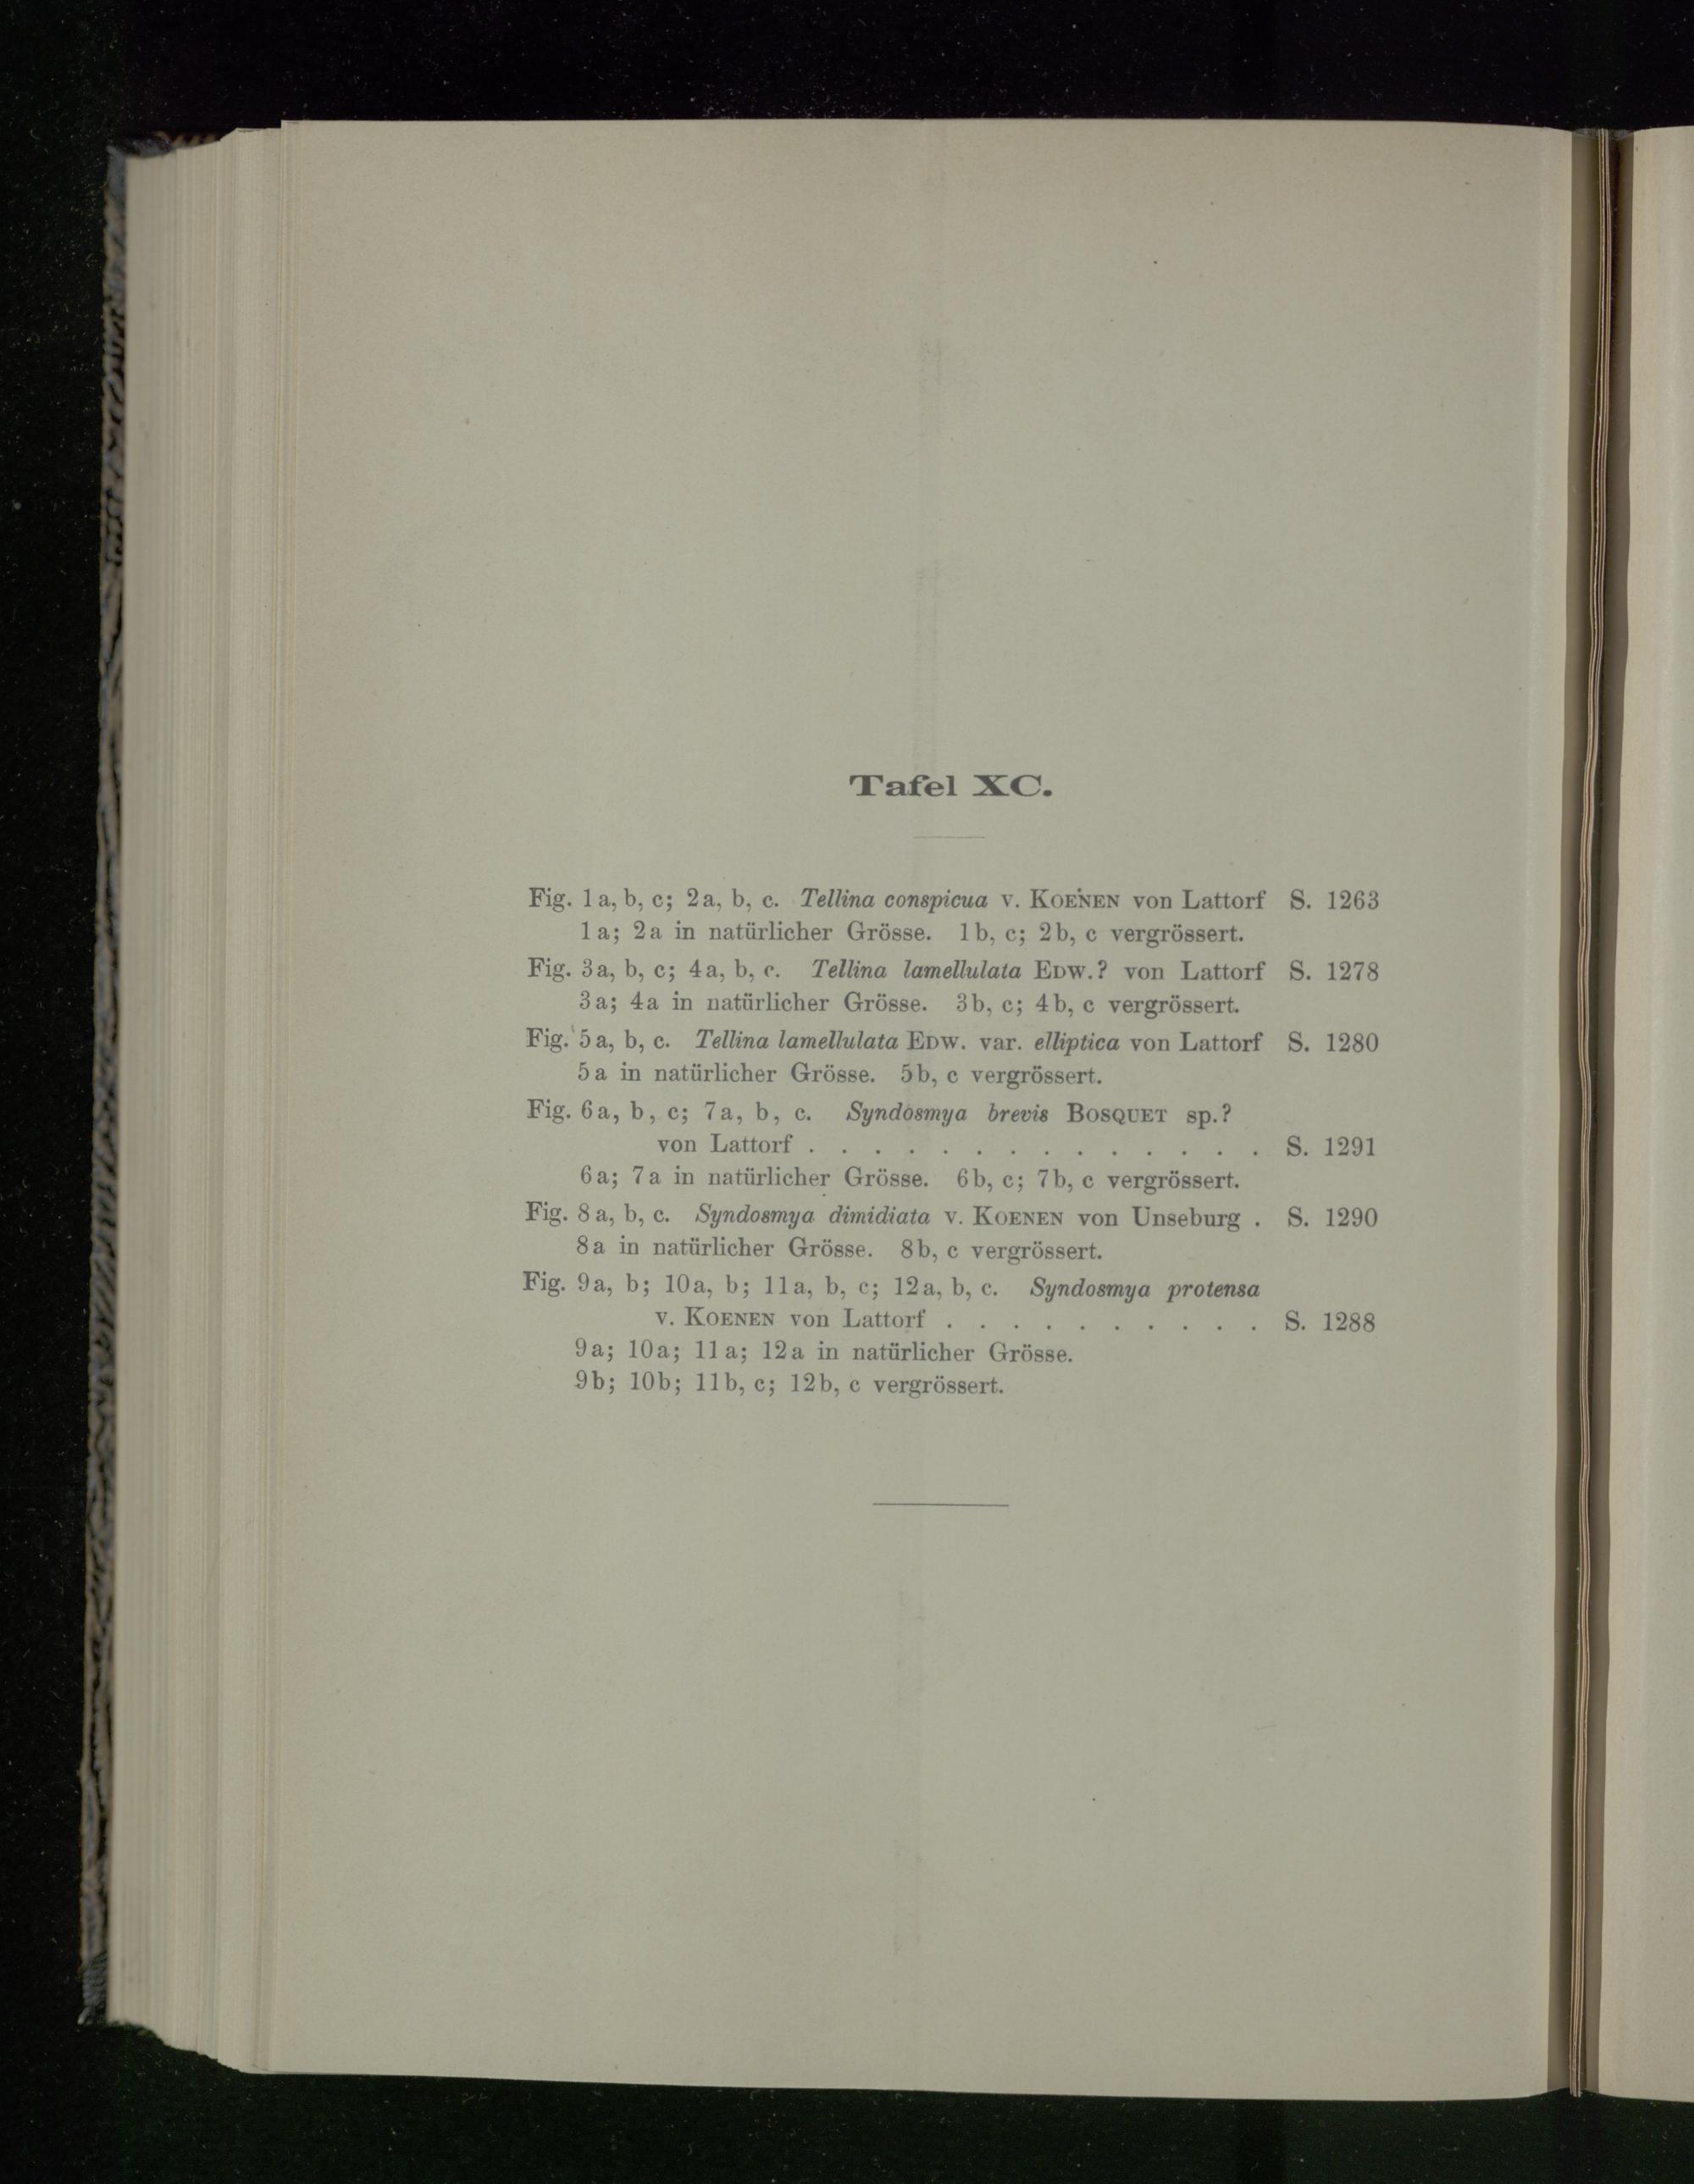 Tafel XC.
Fig. 1a, b, c; 2a, b, c. Tellina conspicua v. Koenen von Lattorf S. 1263
1a; 2a in natürlicher Grösse. 1b, c; 2b, c vergrössert.
Fig. 3a, b, c; 4a, b, c. Tellina lamellulata Edw.? von Lattorf S. 1278
3a; 4a in natürlicher Grösse. 3b, c; 4b, c vergrössert.
Fig. 5a, b, c. Tellina lamellulata Edw. var. elliptica von Lattorf S. 1280
5a in natürlicher Grösse. 5b, c vergrössert.
Fig. 6a, b, c; 7a, b, c. Syndosmya brevis Bosquet sp.?
von Lattorf . . . . . . . . . . . . . . S. 1291
6a; 7a in natürlicher Grösse. 6b, c; 7b, c vergrössert.
Fig. 8a, b, c. Syndosmya dimidiata v. Koenen von Unseburg . S. 1290
8a in natürlicher Grösse. 8b, c vergrössert.
Fig. 9a, b; 10a, b; 11a, b, c; 12a, b, c. Syndosmya protensa
v. Koenen von Lattorf . . . . . . . . . . S. 1288
9a; 10a; 11a; 12a in natürlicher Grösse.
9b; 10b; 11b, c; 12b, c vergrössert.